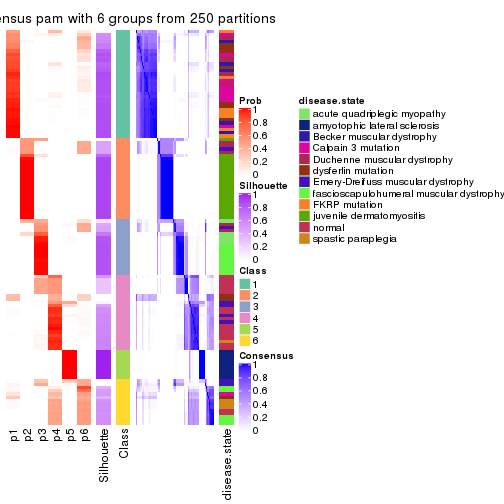 nsus pam with 6 groups from 250 partitions
Prob
1
0.8
0.6
0.4
0.2
0
Silhouette
1
0.8
0.6
0.4
0.2
0
Class
1
2
3
4
5
6
Consensus
1
0.8
0.6
0.4
0.2
0
disease.state
acute quadriplegic myopathy
amyotophic lateral sclerosis
Becker muscular dystrophy
Calpain 3 mutation
Duchenne muscular dystrophy
dysferlin mutation
Emery-Dreifuss muscular dystrophy
fascioscapulohumeral muscular dystrophy
FKRP mutation
juvenile dermatomyositis
normal
spastic paraplegia
p1
p2
p3
p4
p5
p6
Silhouette
Class
disease.state